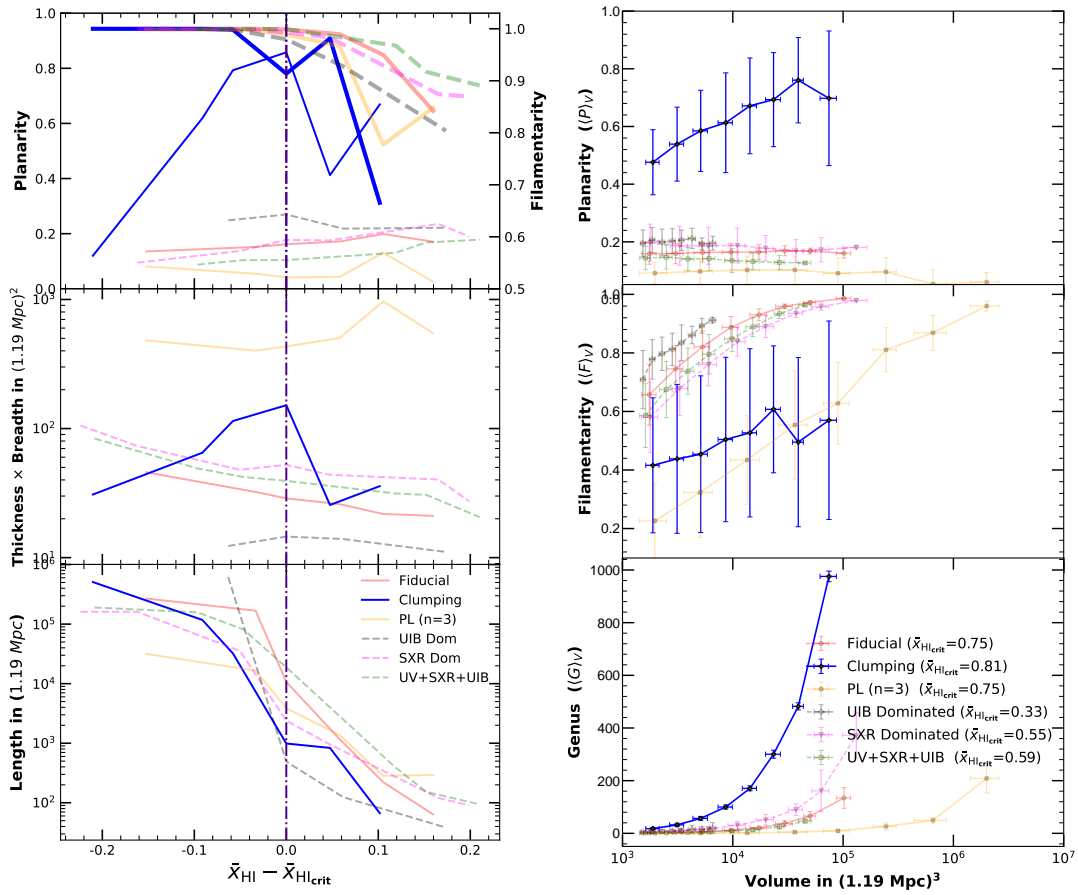 1.0
0.8
0.6
0.4
0.2
0.0
Planarity
1.0
0.9
0.8
0.7
0.6
0.5
Filamentarity
10³
10²
10¹
Thickness × Breadth in (1.19 Mpc)²
10⁶
10⁵
10⁴
10³
10²
Length in (1.19 Mpc)
Fiducial
Clumping
PL (n=3)
UIB Dom
SXR Dom
UV+SXR+UIB
-0.2
-0.1
0.0
0.1
0.2
x̄HI − x̄HIcrit
1.0
0.8
0.6
0.4
0.2
Planarity (⟨P⟩V)
0.8
0.6
0.4
0.2
Filamentarity (⟨F⟩V)
1000
800
600
400
200
0
Genus (⟨G⟩V)
Fiducial (x̄HIcrit=0.75)
Clumping (x̄HIcrit=0.81)
PL (n=3) (x̄HIcrit=0.75)
UIB Dominated (x̄HIcrit=0.33)
SXR Dominated (x̄HIcrit=0.55)
UV+SXR+UIB (x̄HIcrit=0.59)
10³
10⁴
10⁵
10⁶
10⁷
Volume in (1.19 Mpc)³